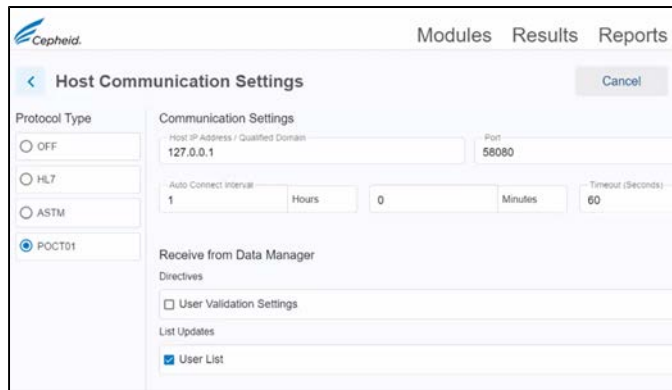 Cepheid.
Modules Results Reports
Host Communication Settings
Cancel
Protocol Type
OFF
HL7
ASTM
POCT01
Communication Settings
Host IP Address / Qualified Domain
127.0.0.1
Port
58080
Auto Connect Interval
1 Hours 0 Minutes
Timeout (Seconds)
60
Receive from Data Manager
Directives
User Validation Settings
List Updates
User List